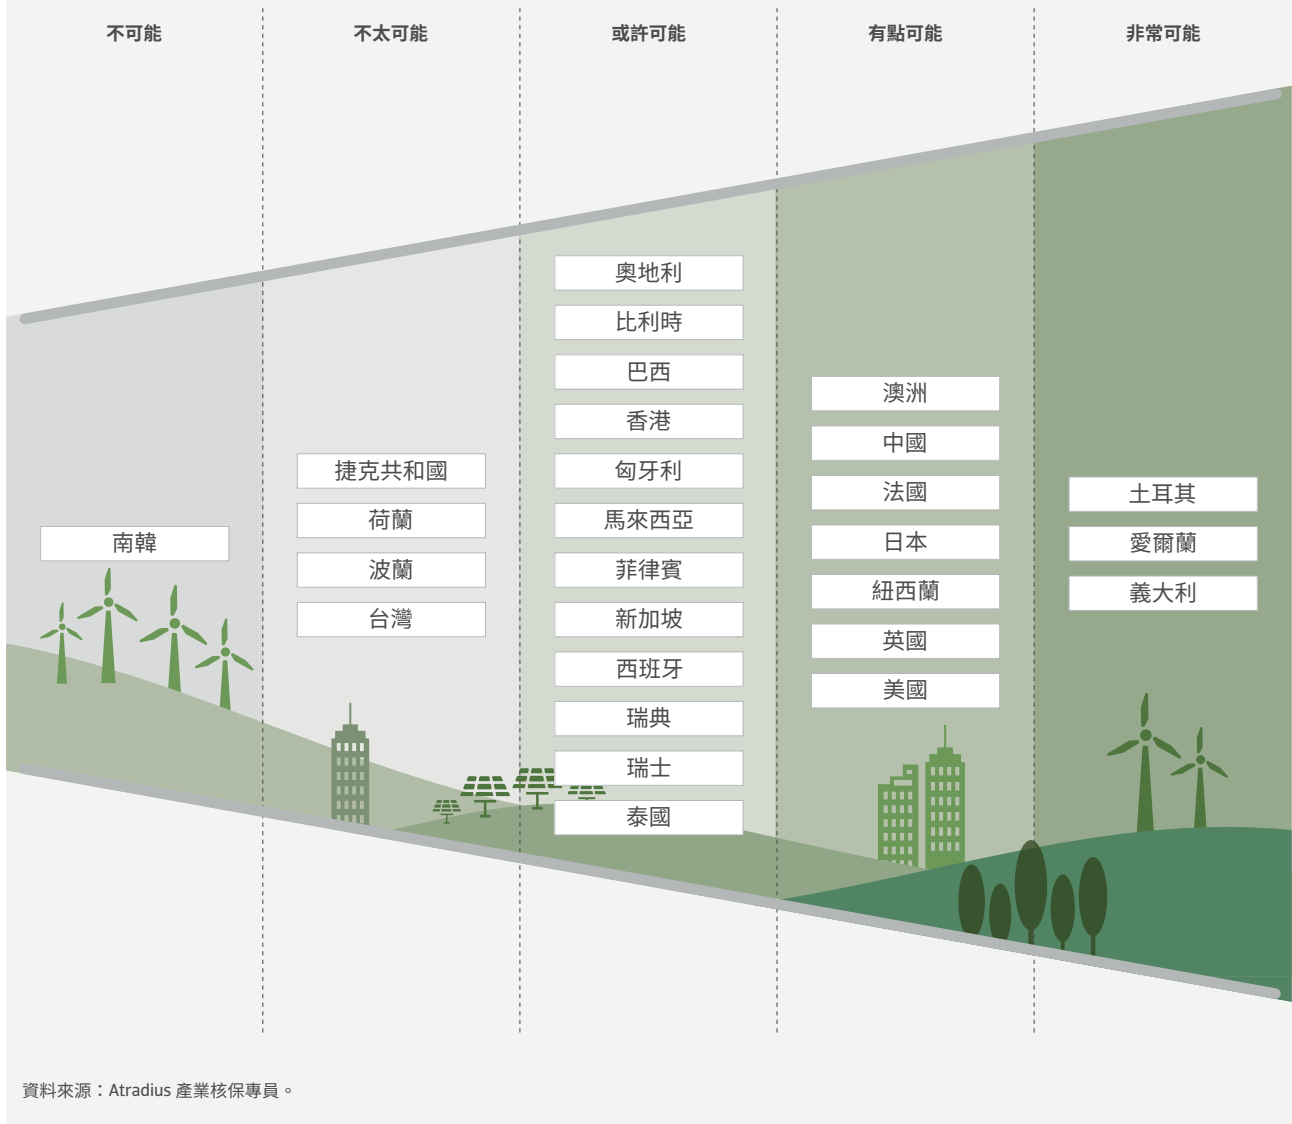 不可能
不太可能
或許可能
有點可能
非常可能
南韓
捷克共和國
荷蘭
波蘭
台灣
奧地利
比利時
巴西
香港
匈牙利
馬來西亞
菲律賓
新加坡
西班牙
瑞典
瑞士
泰國
澳洲
中國
法國
日本
紐西蘭
英國
美國
土耳其
愛爾蘭
義大利
資料來源：Atradius 產業核保專員。